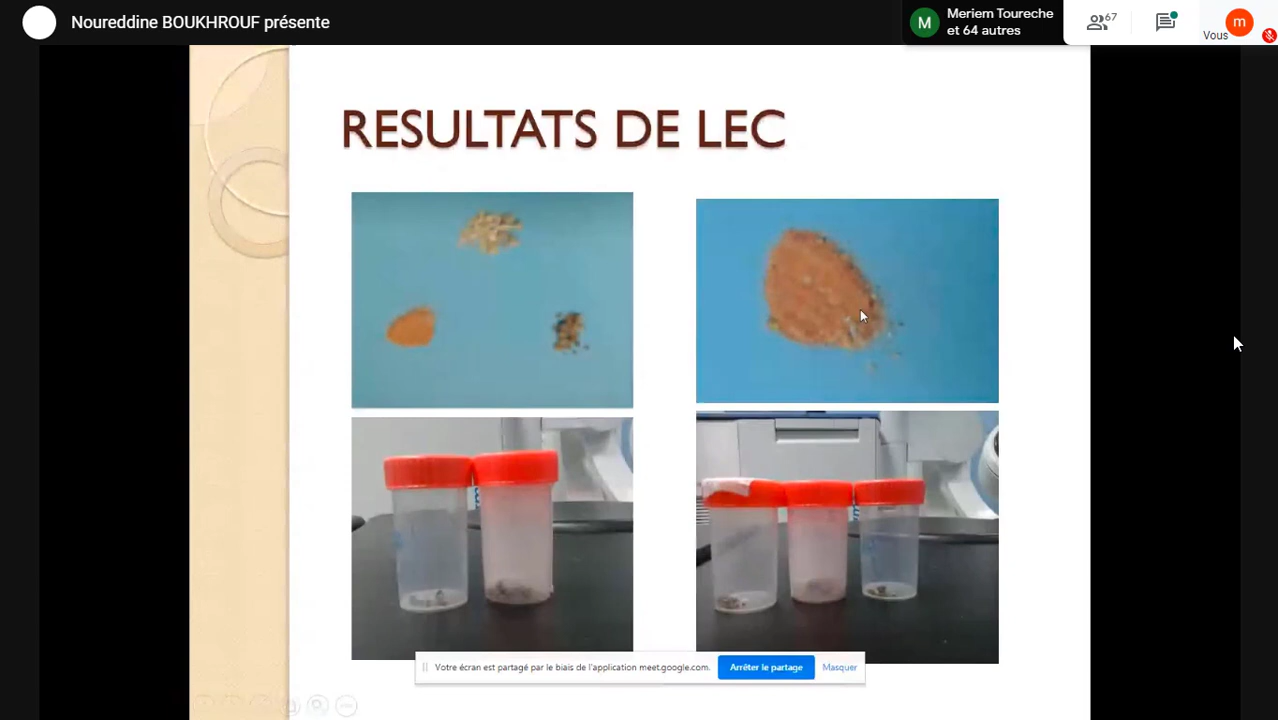 Noureddine BOUKHROUF présente
M
Meriem Toureche
et 64 autres
67
m
Vous
RESULTATS DE LEC
Votre écran est partagé par le biais de l'application meet.google.com.
Arrêter le partage
Masquer